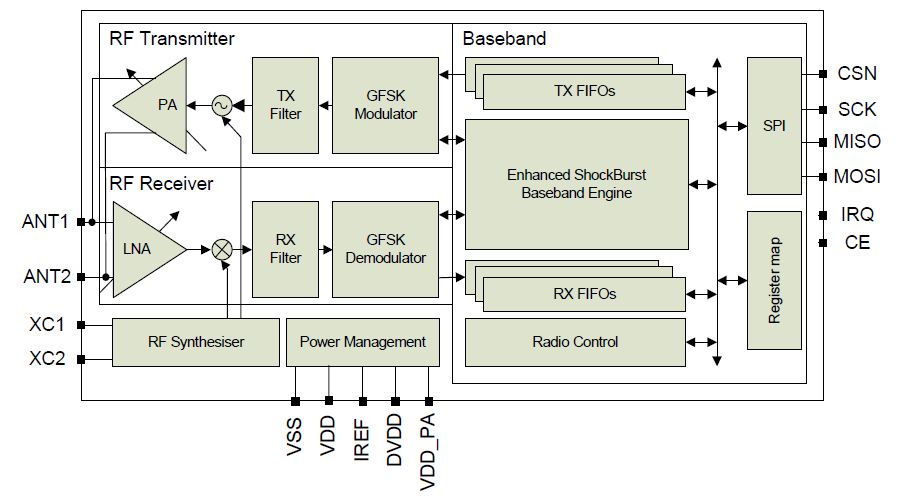 RF Transmitter
Baseband
PA
TX
Filter
GFSK
Modulator
TX FIFOs
SPI
CSN
SCK
MISO
MOSI
Enhanced ShockBurst
Baseband Engine
RF Receiver
LNA
RX
Filter
GFSK
Demodulator
RX FIFOs
Register map
IRQ
CE
ANT1
ANT2
XC1
XC2
RF Synthesiser
Power Management
Radio Control
VSS
VDD
IREF
DVDD
VDD_PA